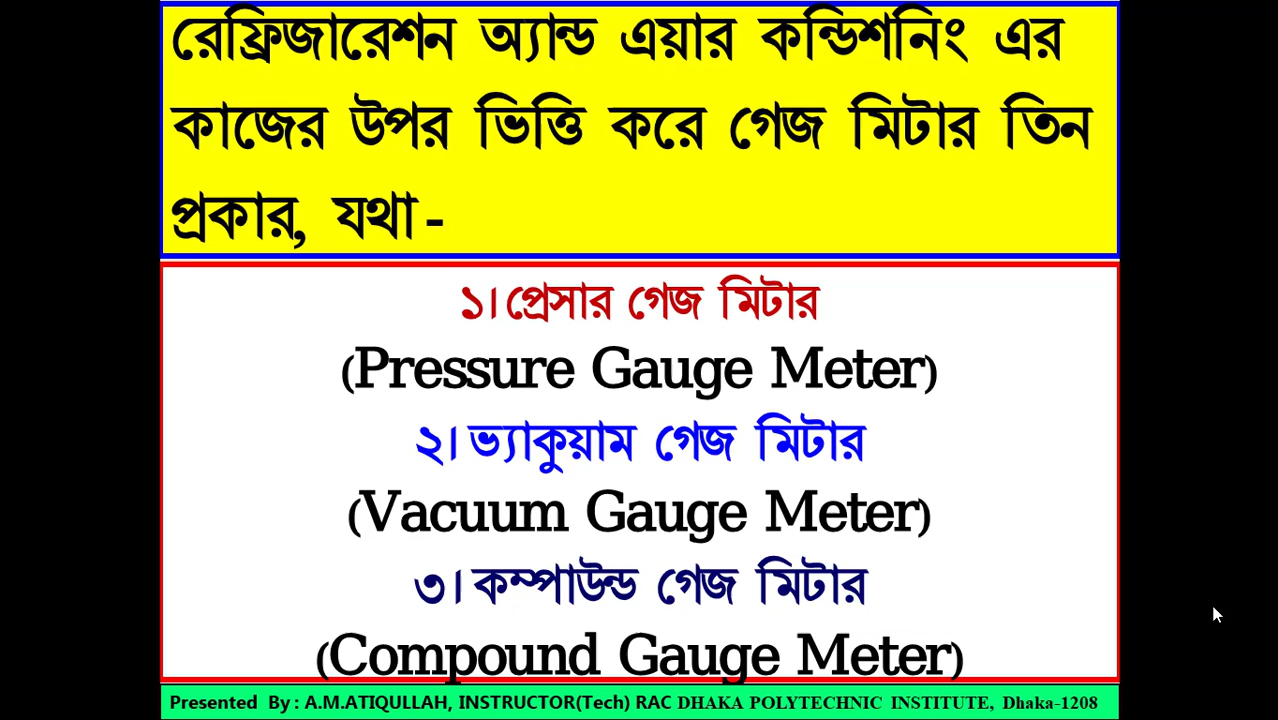 রেফ্রিজারেশন অ্যান্ড এয়ার কন্ডিশনিং এর
কাজের উপর ভিত্তি করে গেজ মিটার তিন
প্রকার, যথা-
১। প্রেসার গেজ মিটার
(Pressure Gauge Meter)
২। ভ্যাকুয়াম গেজ মিটার
(Vacuum Gauge Meter)
৩। কম্পাউন্ড গেজ মিটার
(Compound Gauge Meter)
Presented By : A.M.ATIQULLAH, INSTRUCTOR(Tech) RAC DHAKA POLYTECHNIC INSTITUTE, Dhaka-1208